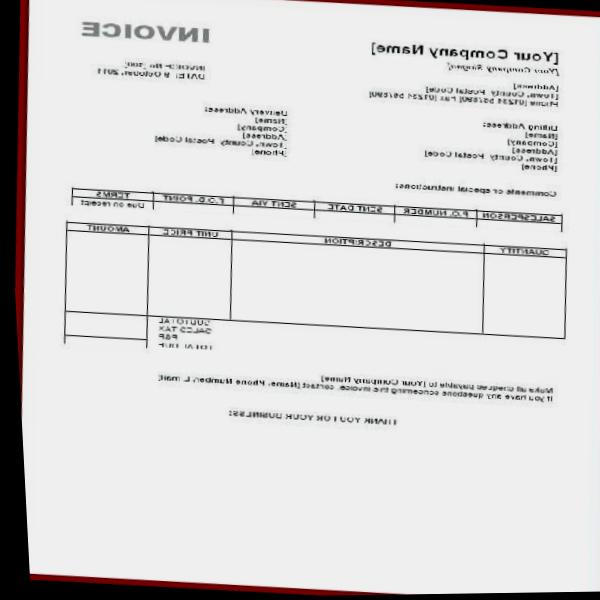 [Your Company Name]
[Your Company Slogan]
INVOICE
[Address]
[Town, County Postal Code]
Phone [01234 567890] Fax [01234 567890]
INVOICE No [100]
DATE: 9 October, 2011
Billing Address:
[Name]
[Company]
[Address]
[Town, County Postal Code]
[Phone]
Delivery Address:
[Name]
[Company]
[Address]
[Town, County Postal Code]
[Phone]
Comments or special instructions:
SALESPERSON P.O. NUMBER SENT DATE SENT VIA F.O.B. POINT TERMS
Due on receipt
QUANTITY DESCRIPTION UNIT PRICE AMOUNT
SUBTOTAL
SALES TAX
P&P
TOTAL DUE
Make all cheques payable to [Your Company Name]
If you have any questions concerning this invoice, contact [Name, Phone Number, E-mail]
THANK YOU FOR YOUR BUSINESS!